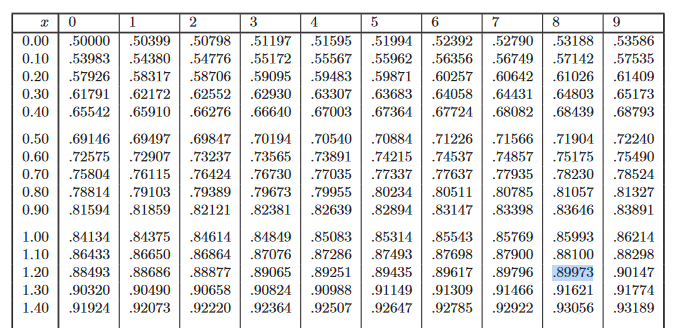 x 0 1 2 3 4 5 6 7 8 9
0.00 .50000 .50399 .50798 .51197 .51595 .51994 .52392 .52790 .53188 .53586
0.10 .53983 .54380 .54776 .55172 .55567 .55962 .56356 .56749 .57142 .57535
0.20 .57926 .58317 .58706 .59095 .59483 .59871 .60257 .60642 .61026 .61409
0.30 .61791 .62172 .62552 .62930 .63307 .63683 .64058 .64431 .64803 .65173
0.40 .65542 .65910 .66276 .66640 .67003 .67364 .67724 .68082 .68439 .68793
0.50 .69146 .69497 .69847 .70194 .70540 .70884 .71226 .71566 .71904 .72240
0.60 .72575 .72907 .73237 .73565 .73891 .74215 .74537 .74857 .75175 .75490
0.70 .75804 .76115 .76424 .76730 .77035 .77337 .77637 .77935 .78230 .78524
0.80 .78814 .79103 .79389 .79673 .79955 .80234 .80511 .80785 .81057 .81327
0.90 .81594 .81859 .82121 .82381 .82639 .82894 .83147 .83398 .83646 .83891
1.00 .84134 .84375 .84614 .84849 .85083 .85314 .85543 .85769 .85993 .86214
1.10 .86433 .86650 .86864 .87076 .87286 .87493 .87698 .87900 .88100 .88298
1.20 .88493 .88686 .88877 .89065 .89251 .89435 .89617 .89796 .89973 .90147
1.30 .90320 .90490 .90658 .90824 .90988 .91149 .91309 .91466 .91621 .91774
1.40 .91924 .92073 .92220 .92364 .92507 .92647 .92785 .92922 .93056 .93189